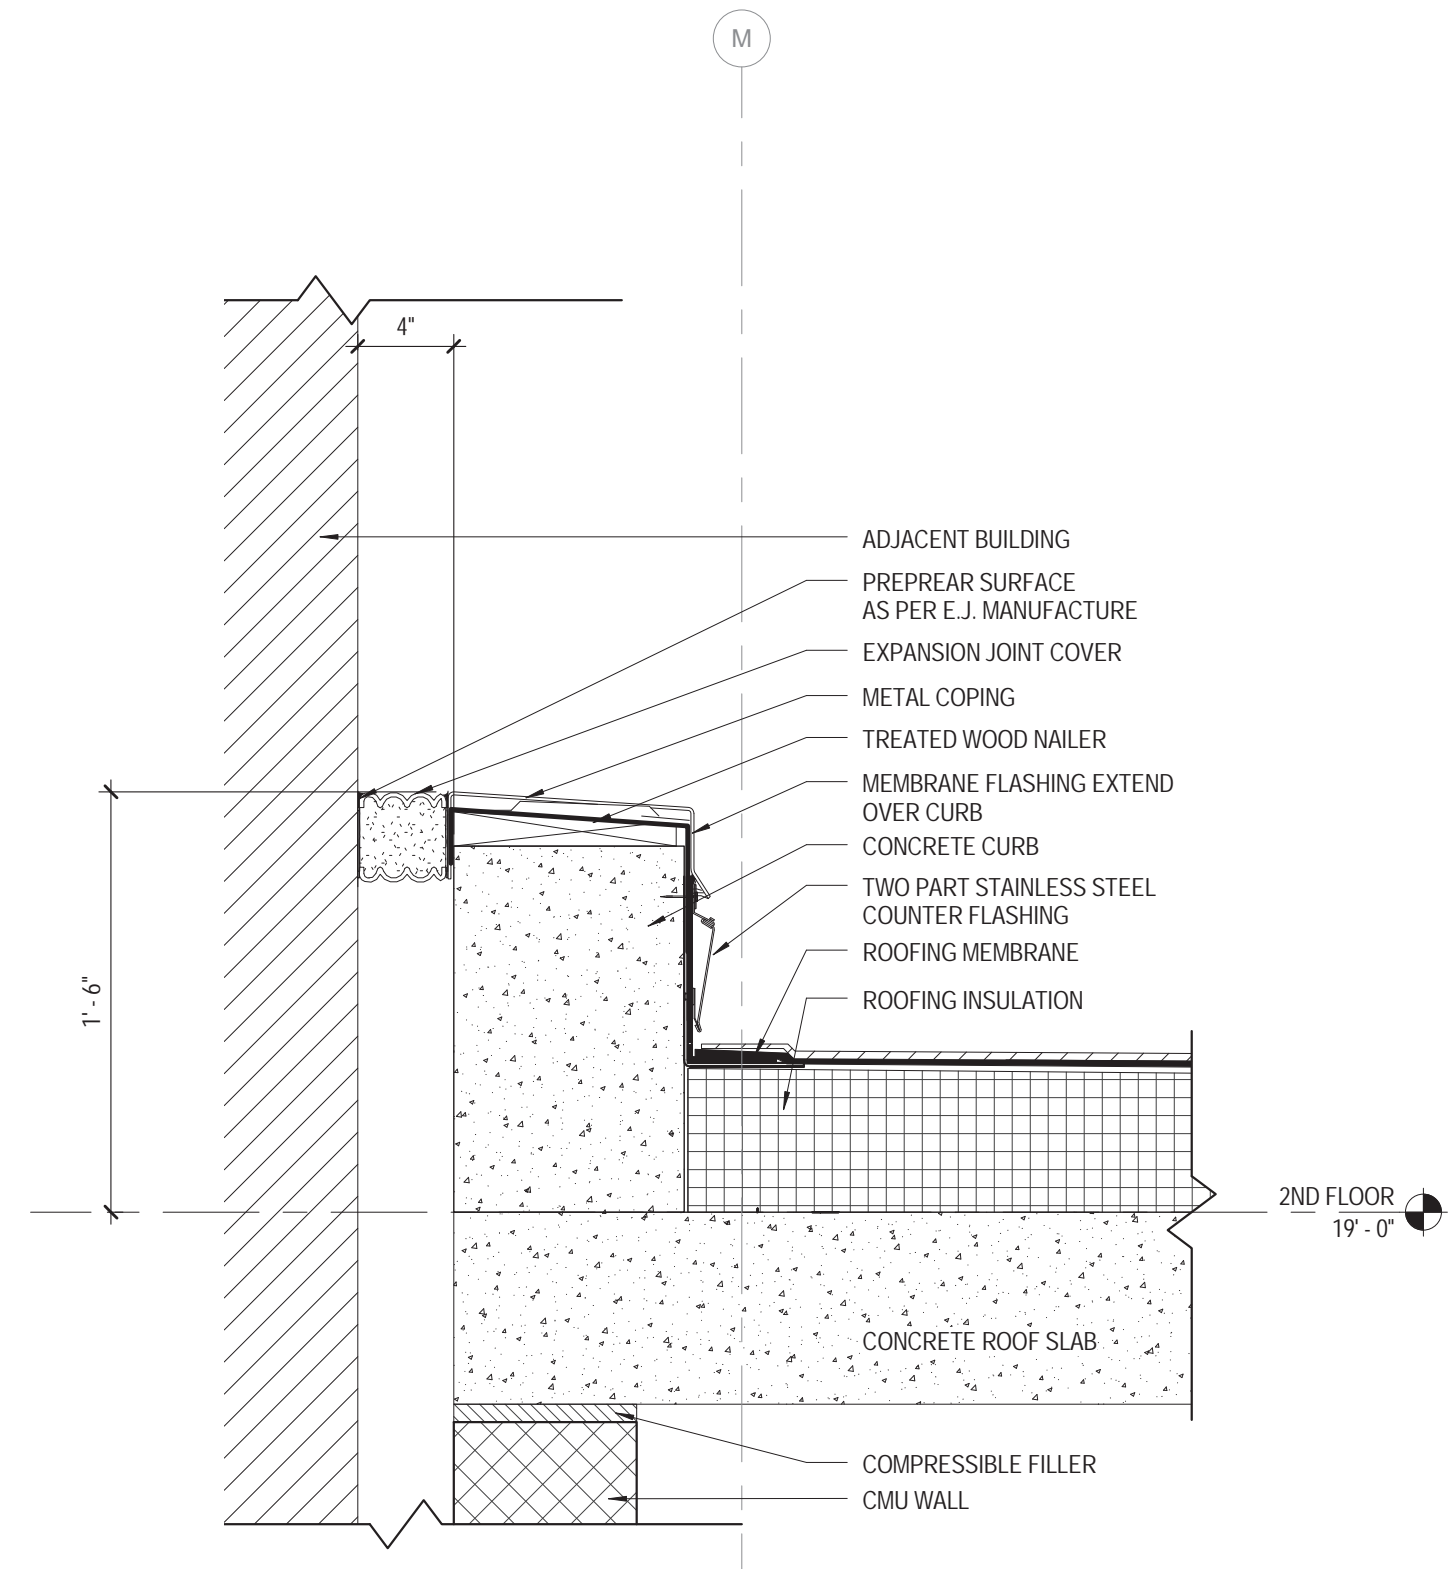 M
4"
ADJACENT BUILDING
PREPREAR SURFACE
AS PER E.J. MANUFACTURE
EXPANSION JOINT COVER
METAL COPING
TREATED WOOD NAILER
MEMBRANE FLASHING EXTEND
OVER CURB
CONCRETE CURB
TWO PART STAINLESS STEEL
COUNTER FLASHING
ROOFING MEMBRANE
1' - 6"
ROOFING INSULATION
2ND FLOOR
19' - 0"
CONCRETE ROOF SLAB
COMPRESSIBLE FILLER
CMU WALL